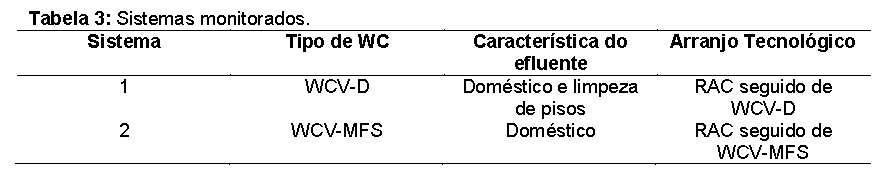 Tabela 3: Sistemas monitorados.
Sistema Tipo de WC Característica do Arranjo Tecnológico
efluente
1 WCV-D Doméstico e limpeza RAC seguido de
de pisos WCV-D
2 WCV-MFS Doméstico RAC seguido de
WCV-MFS